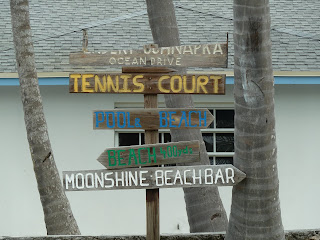 OCEAN DRIVE
TENNIS COURT
POOL BEACH
BEACH
MOONSHINE BEACH BAR